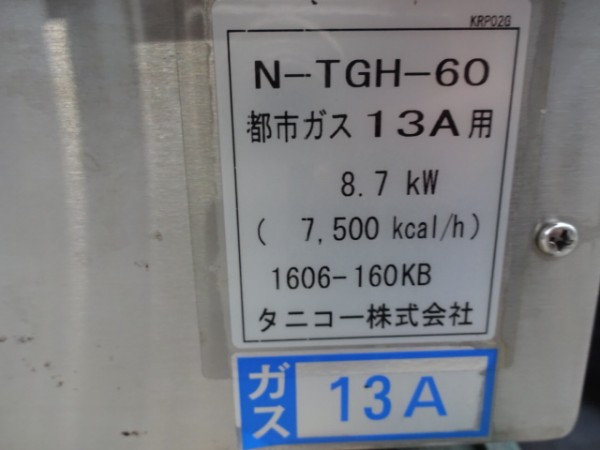 KRP02G
N-TGH-60
都市ガス 13A用
8.7 kW
( 7,500 kcal/h)
1606-160KB
タニコー株式会社
ガス
13A